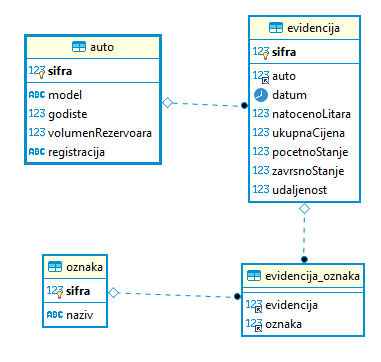 auto
123 sifra
ABC model
123 godiste
123 volumenRezervoara
ABC registracija
evidencija
123 sifra
123 auto
datum
123 natocenoLitara
123 ukupnaCijena
123 pocetnoStanje
123 zavrsnoStanje
123 udaljenost
oznaka
123 sifra
ABC naziv
evidencija_oznaka
123 evidencija
123 oznaka